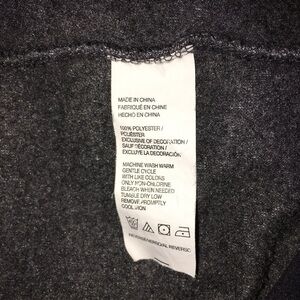 MADE IN CHINA
FABRIQUÉ EN CHINE
HECHO EN CHINA
100% POLYESTER /
POLIÉSTER
EXCLUSIVE OF DECORATION /
SAUF DÉCORATION /
EXCLUYE LA DECORACIÓN
MACHINE WASH WARM
GENTLE CYCLE
WITH LIKE COLORS
ONLY NON-CHLORINE
BLEACH WHEN NEEDED
TUMBLE DRY LOW
REMOVE PROMPTLY
COOL IRON